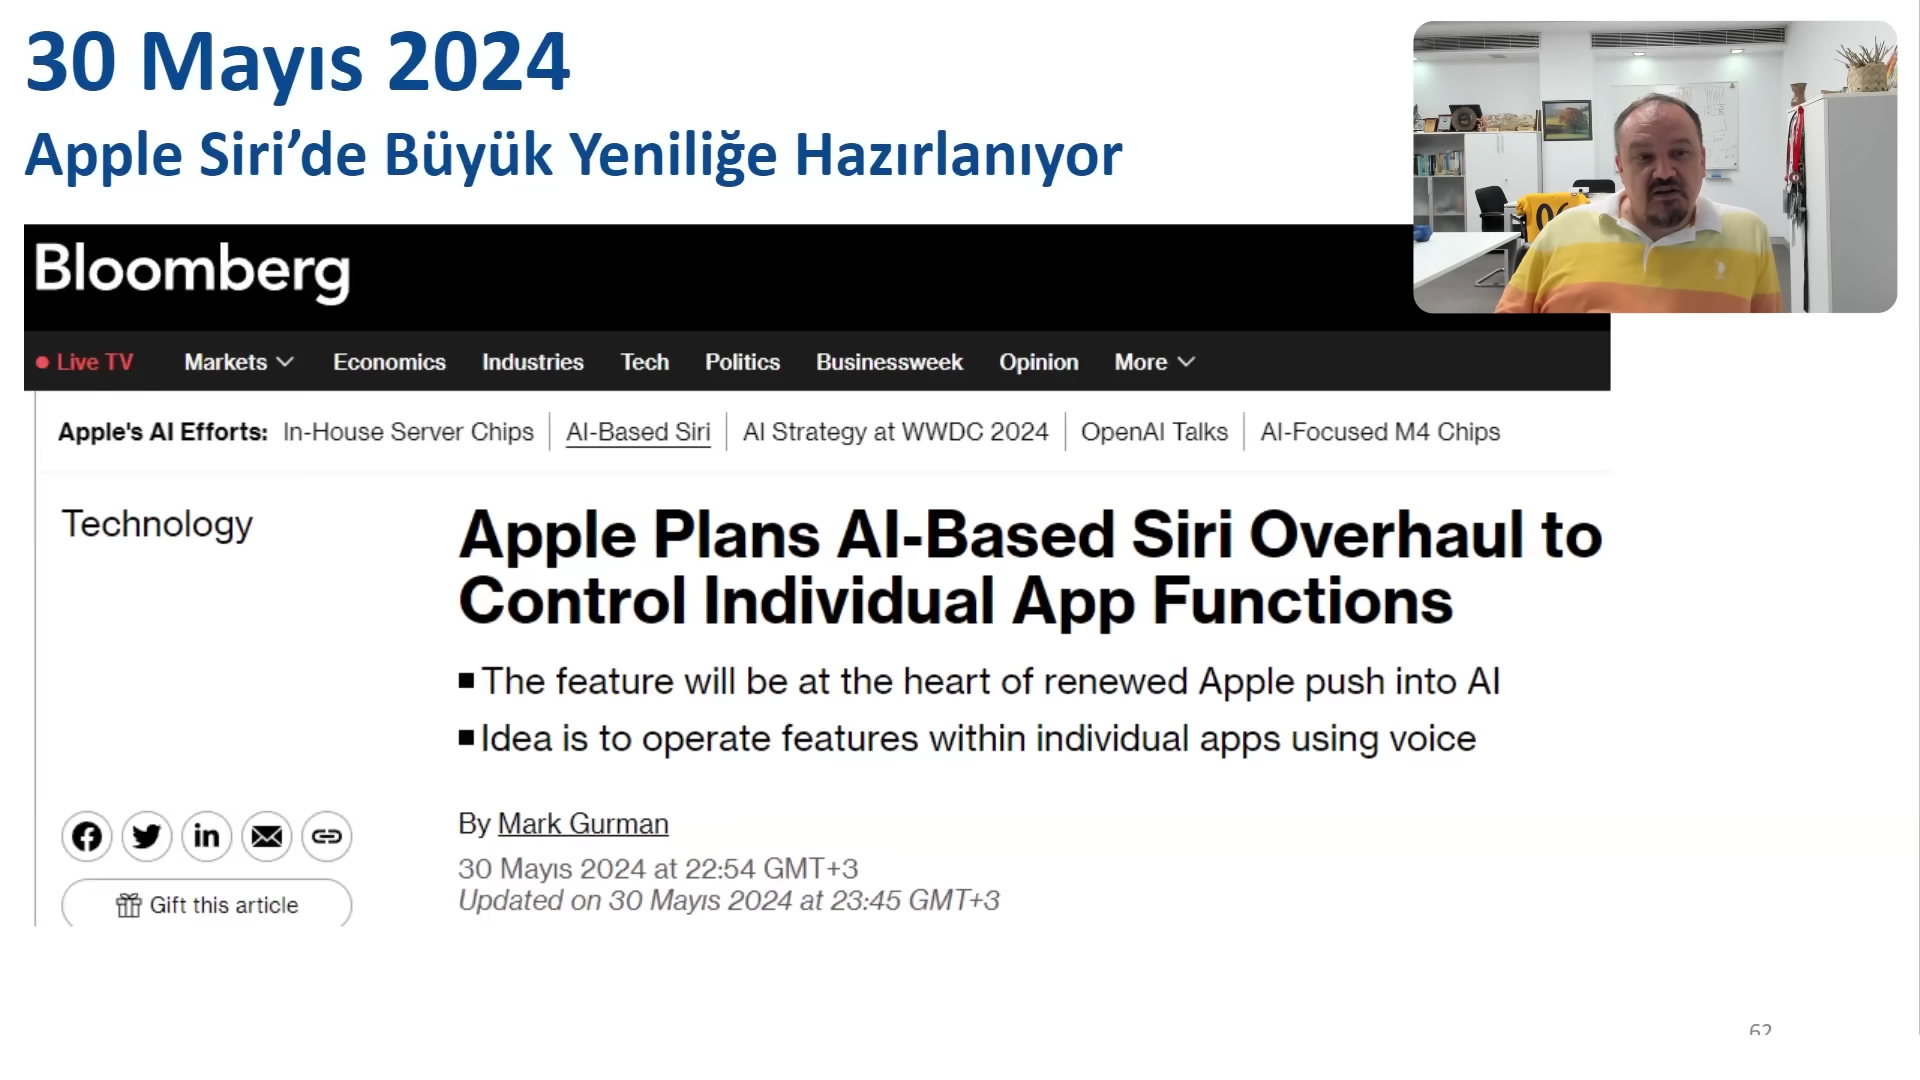 30 Mayıs 2024
Apple Siri’de Büyük Yeniliğe Hazırlanıyor
Bloomberg
Live TV Markets Economics Industries Tech Politics Businessweek Opinion More
Apple's AI Efforts: In-House Server Chips AI-Based Siri AI Strategy at WWDC 2024 OpenAI Talks AI-Focused M4 Chips
Technology
Apple Plans AI-Based Siri Overhaul to
Control Individual App Functions
■ The feature will be at the heart of renewed Apple push into AI
■ Idea is to operate features within individual apps using voice
By Mark Gurman
30 Mayıs 2024 at 22:54 GMT+3
Updated on 30 Mayıs 2024 at 23:45 GMT+3
Gift this article
06
62